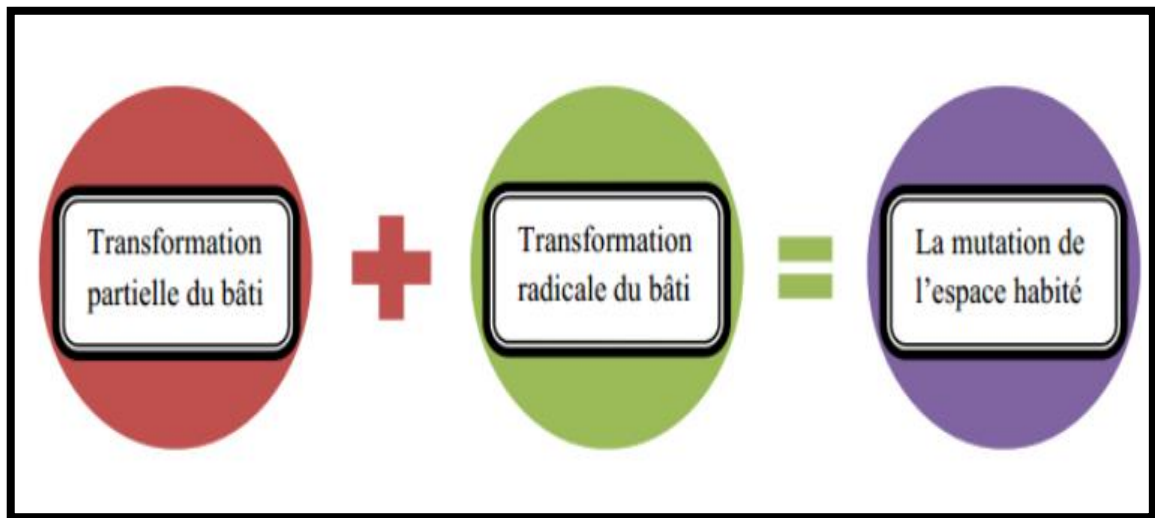 Transformation
partielle du bâti
+
Transformation
radicale du bâti
=
La mutation de
l’espace habité